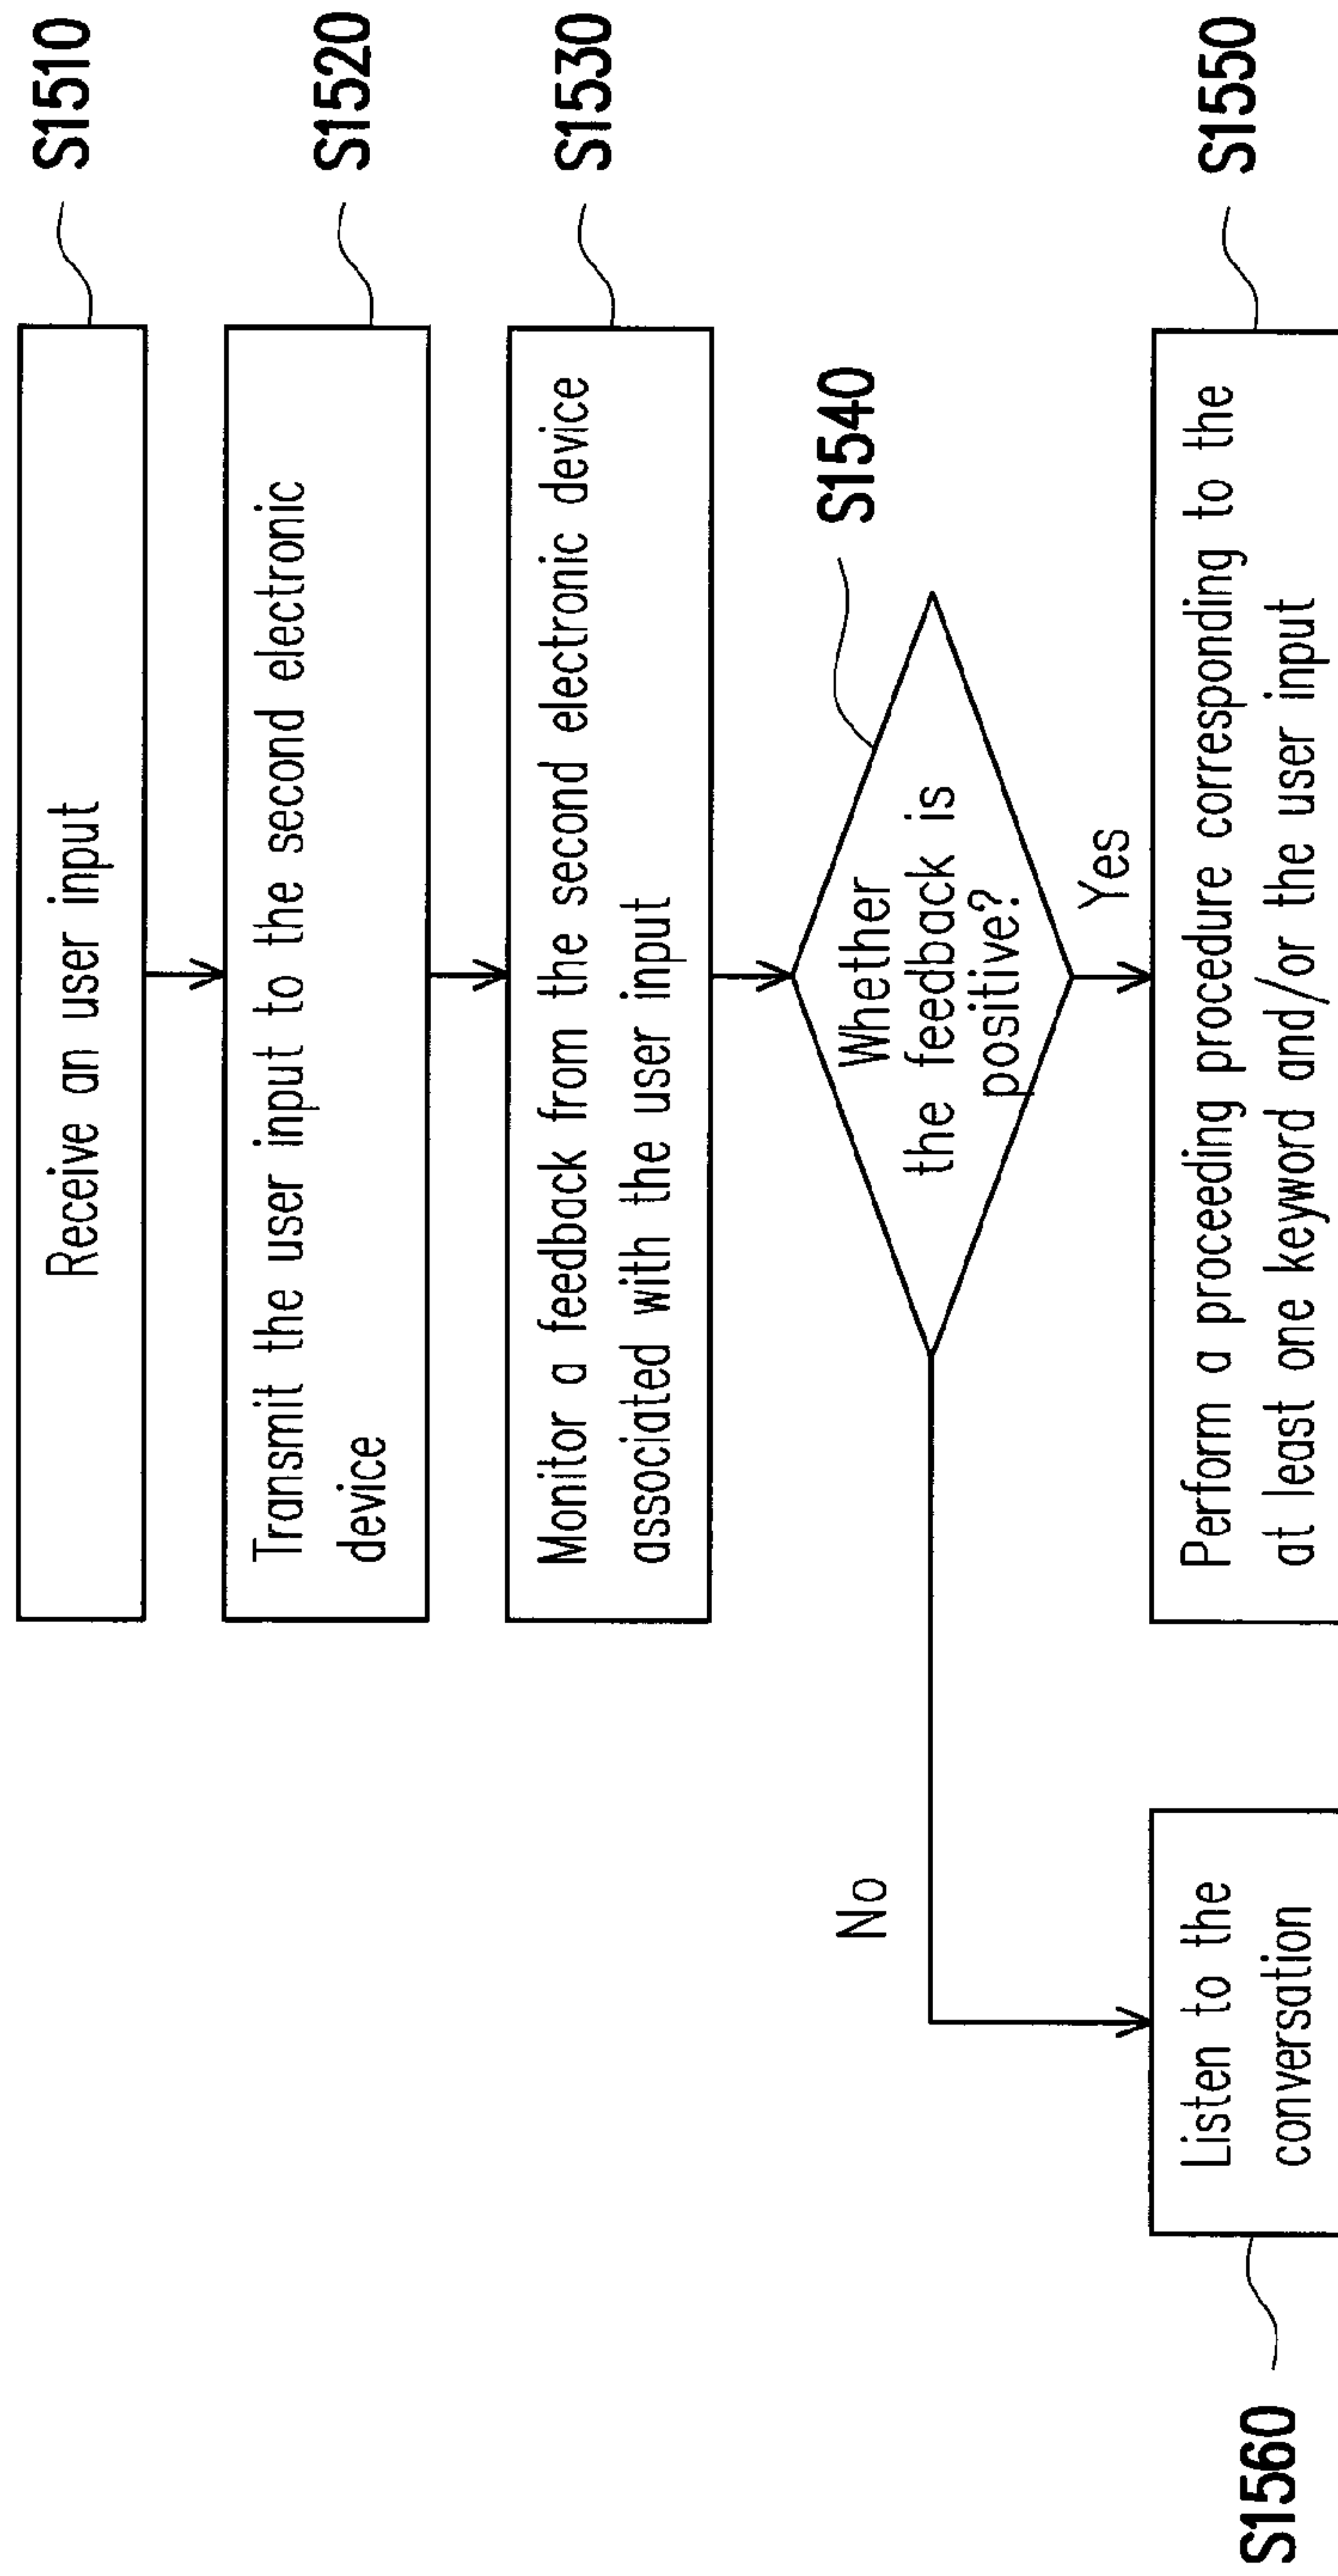 Receive an user input
S1510
Transmit the user input to the second electronic
device
S1520
Monitor a feedback from the second electronic device
associated with the user input
S1530
Whether
the feedback is
positive?
S1540
Yes
No
Perform a proceeding procedure corresponding to the
at least one keyword and/or the user input
S1550
Listen to the
conversation
S1560